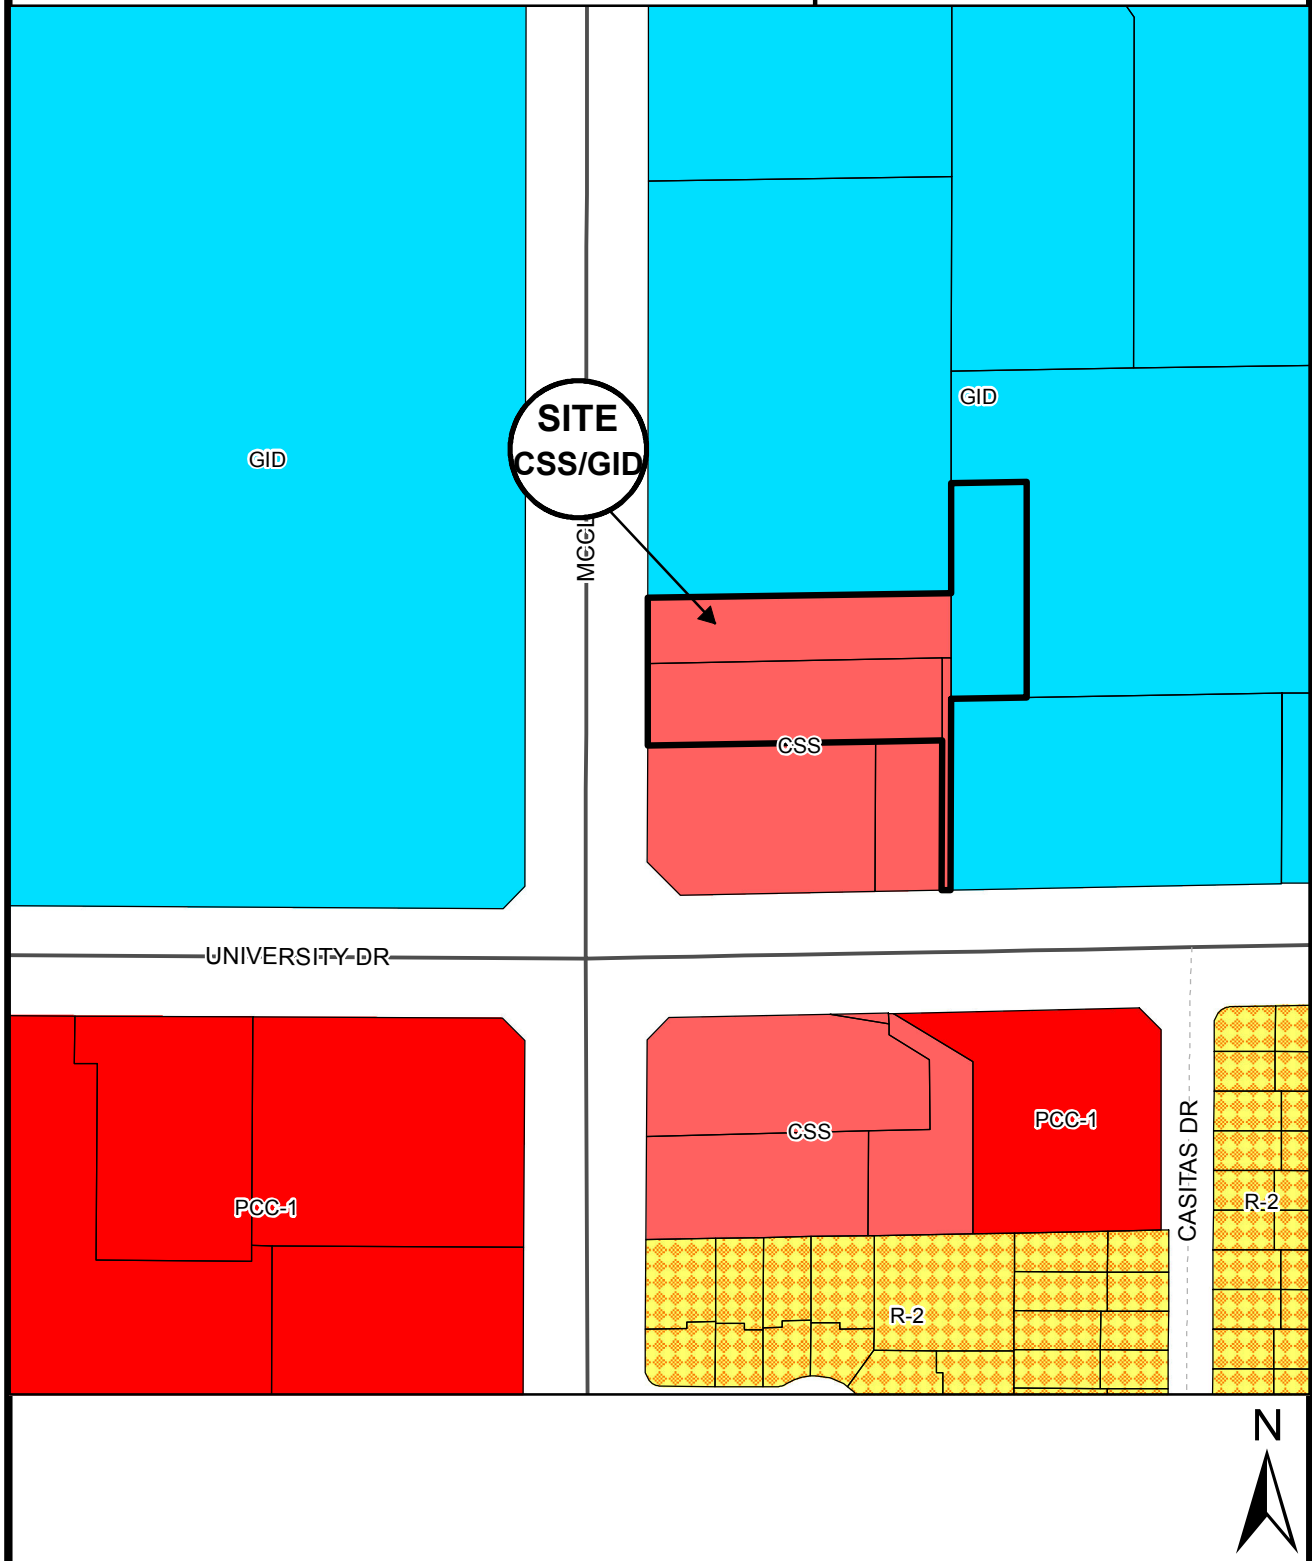 GID
SITE
CSS/GID
GID
MCCL
CSS
UNIVERSITY DR
CSS
PCC-1
CASITAS DR
PCC-1
R-2
R-2
N